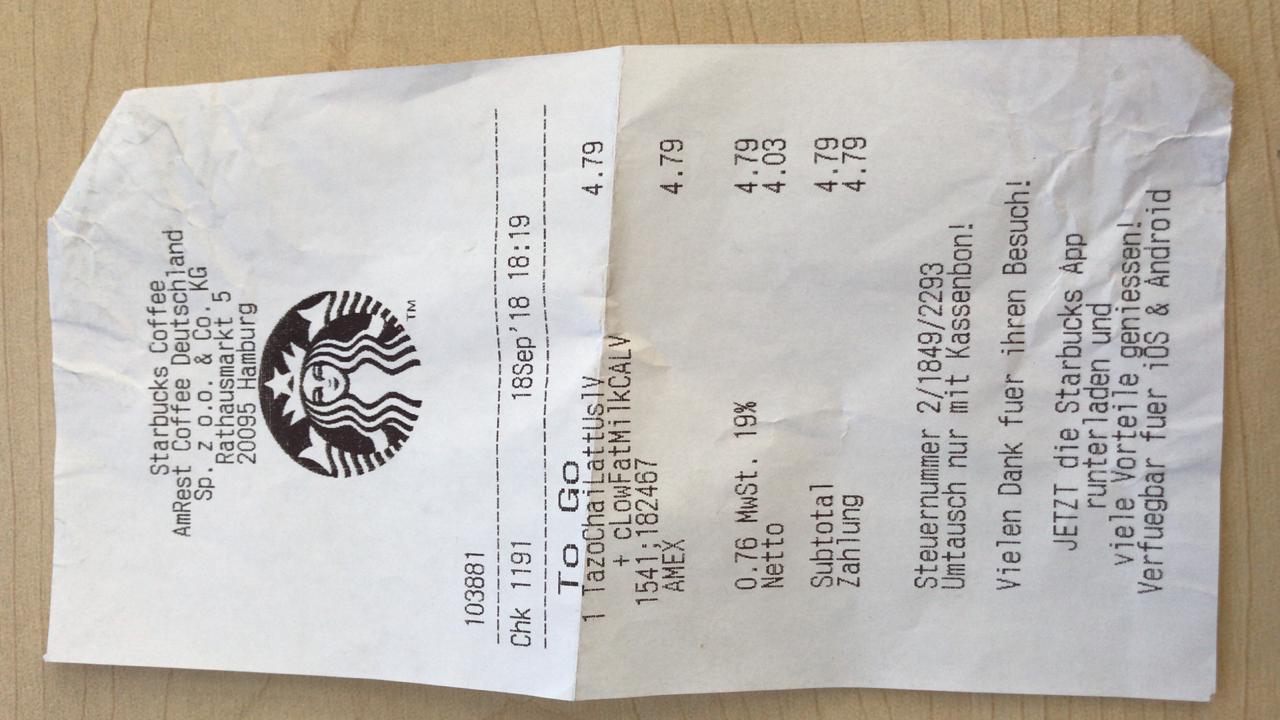 Starbucks Coffee
AmRest Coffee Deutschland
Sp. z o.o. & Co. KG
Rathausmarkt 5
20095 Hamburg
TM
103881
Chk 1191 18Sep'18 18:19
To Go
1 TazoChaiLattUsIV 4.79
+ cLowFatMilkCALV
1541;182467
AMEX 4.79
0.76 MwSt. 19% 4.79
Netto 4.03
Subtotal 4.79
Zahlung 4.79
Steuernummer 2/1849/2293
Umtausch nur mit Kassenbon!
Vielen Dank fuer ihren Besuch!
JETZT die Starbucks App
runterladen und
viele Vorteile geniessen!
Verfuegbar fuer iOS & Android